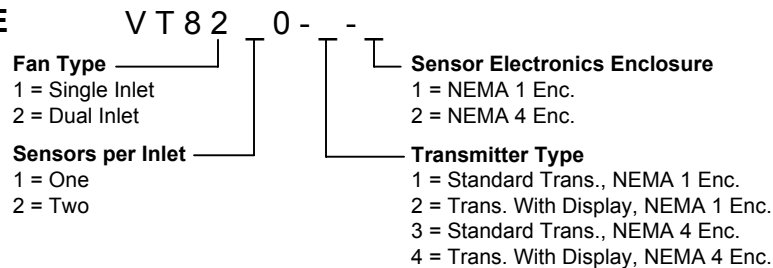 E
VT82_0-_-_
Fan Type
1 = Single Inlet
2 = Dual Inlet
Sensors per Inlet
1 = One
2 = Two
Sensor Electronics Enclosure
1 = NEMA 1 Enc.
2 = NEMA 4 Enc.
Transmitter Type
1 = Standard Trans., NEMA 1 Enc.
2 = Trans. With Display, NEMA 1 Enc.
3 = Standard Trans., NEMA 4 Enc.
4 = Trans. With Display, NEMA 4 Enc.